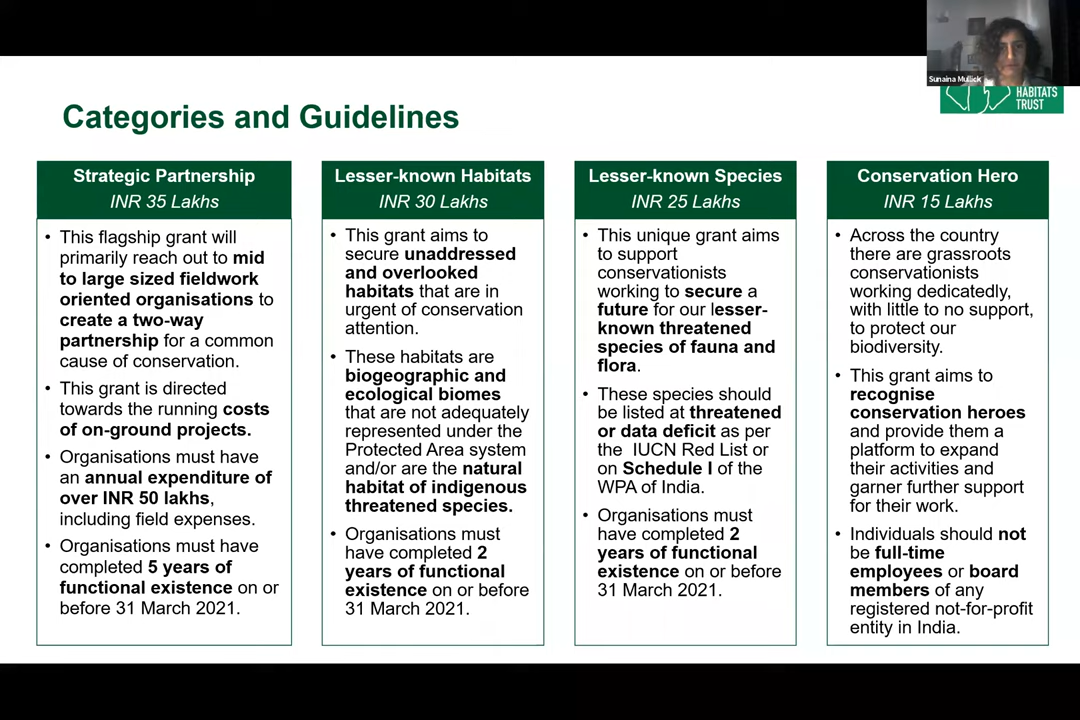 Sunaina Mullick
HABITATS
TRUST
Categories and Guidelines
Strategic Partnership
INR 35 Lakhs
• This flagship grant will
primarily reach out to mid
to large sized fieldwork
oriented organisations to
create a two-way
partnership for a common
cause of conservation.
• This grant is directed
towards the running costs
of on-ground projects.
• Organisations must have
an annual expenditure of
over INR 50 lakhs,
including field expenses.
• Organisations must have
completed 5 years of
functional existence on or
before 31 March 2021.
Lesser-known Habitats
INR 30 Lakhs
• This grant aims to
secure unaddressed
and overlooked
habitats that are in
urgent of conservation
attention.
• These habitats are
biogeographic and
ecological biomes
that are not adequately
represented under the
Protected Area system
and/or are the natural
habitat of indigenous
threatened species.
• Organisations must
have completed 2
years of functional
existence on or before
31 March 2021.
Lesser-known Species
INR 25 Lakhs
• This unique grant aims
to support
conservationists
working to secure a
future for our lesser-
known threatened
species of fauna and
flora.
• These species should
be listed at threatened
or data deficit as per
the IUCN Red List or
on Schedule I of the
WPA of India.
• Organisations must
have completed 2
years of functional
existence on or before
31 March 2021.
Conservation Hero
INR 15 Lakhs
• Across the country
there are grassroots
conservationists
working dedicatedly,
with little to no support,
to protect our
biodiversity.
• This grant aims to
recognise
conservation heroes
and provide them a
platform to expand
their activities and
garner further support
for their work.
• Individuals should not
be full-time
employees or board
members of any
registered not-for-profit
entity in India.